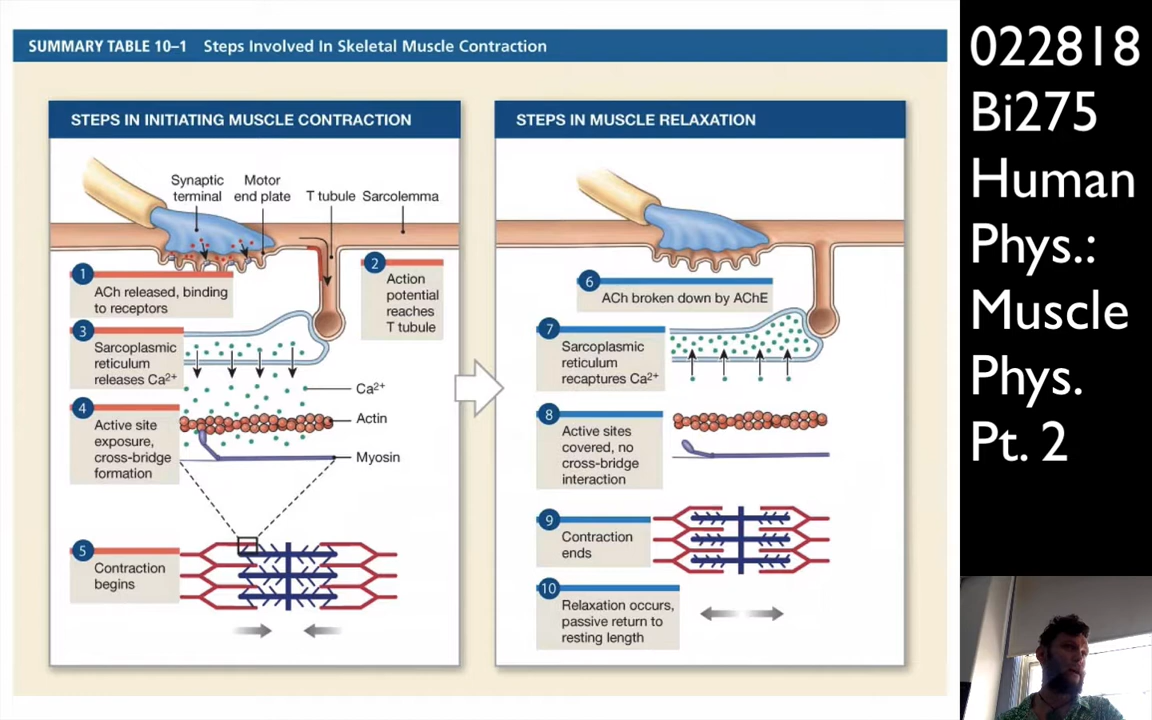 SUMMARY TABLE 10–1 Steps Involved In Skeletal Muscle Contraction
STEPS IN INITIATING MUSCLE CONTRACTION
Synaptic
terminal
Motor
end plate
T tubule
Sarcolemma
1
ACh released, binding
to receptors
2
Action
potential
reaches
T tubule
3
Sarcoplasmic
reticulum
releases Ca²⁺
Ca²⁺
4
Active site
exposure,
cross-bridge
formation
Actin
Myosin
5
Contraction
begins
STEPS IN MUSCLE RELAXATION
6
ACh broken down by AChE
7
Sarcoplasmic
reticulum
recaptures Ca²⁺
8
Active sites
covered, no
cross-bridge
interaction
9
Contraction
ends
10
Relaxation occurs,
passive return to
resting length
022818
Bi275
Human
Phys.:
Muscle
Phys.
Pt. 2